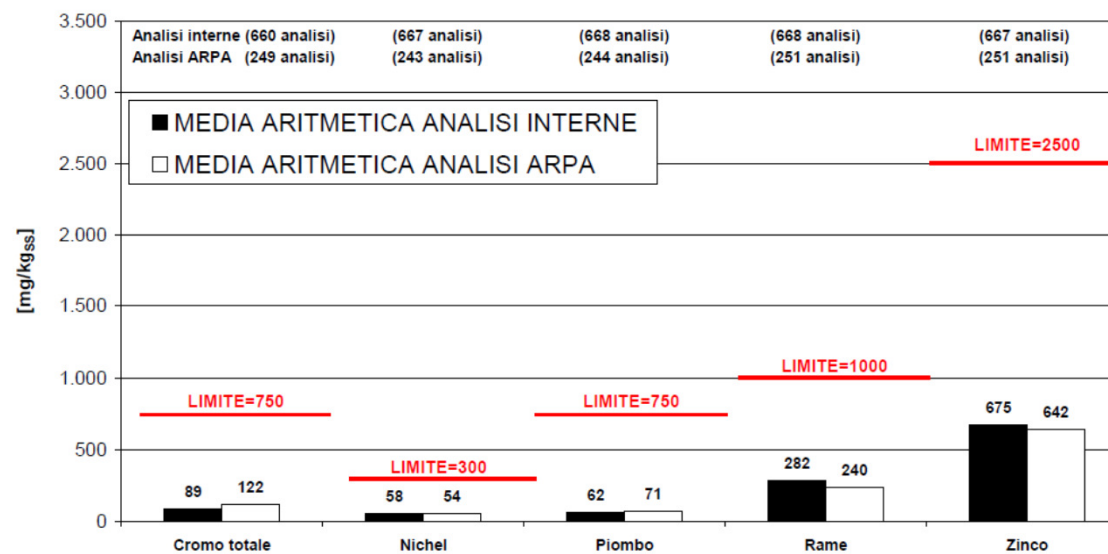 3.500
Analisi interne (660 analisi) (667 analisi) (668 analisi) (668 analisi) (667 analisi)
Analisi ARPA (249 analisi) (243 analisi) (244 analisi) (251 analisi) (251 analisi)
3.000
MEDIA ARITMETICA ANALISI INTERNE
MEDIA ARITMETICA ANALISI ARPA
LIMITE=2500
2.500
2.000
[mg/kgSS]
1.500
LIMITE=1000
1.000
LIMITE=750 LIMITE=750
675 642
500
LIMITE=300
282 240
89 122 58 54 62 71
0
Cromo totale Nichel Piombo Rame Zinco